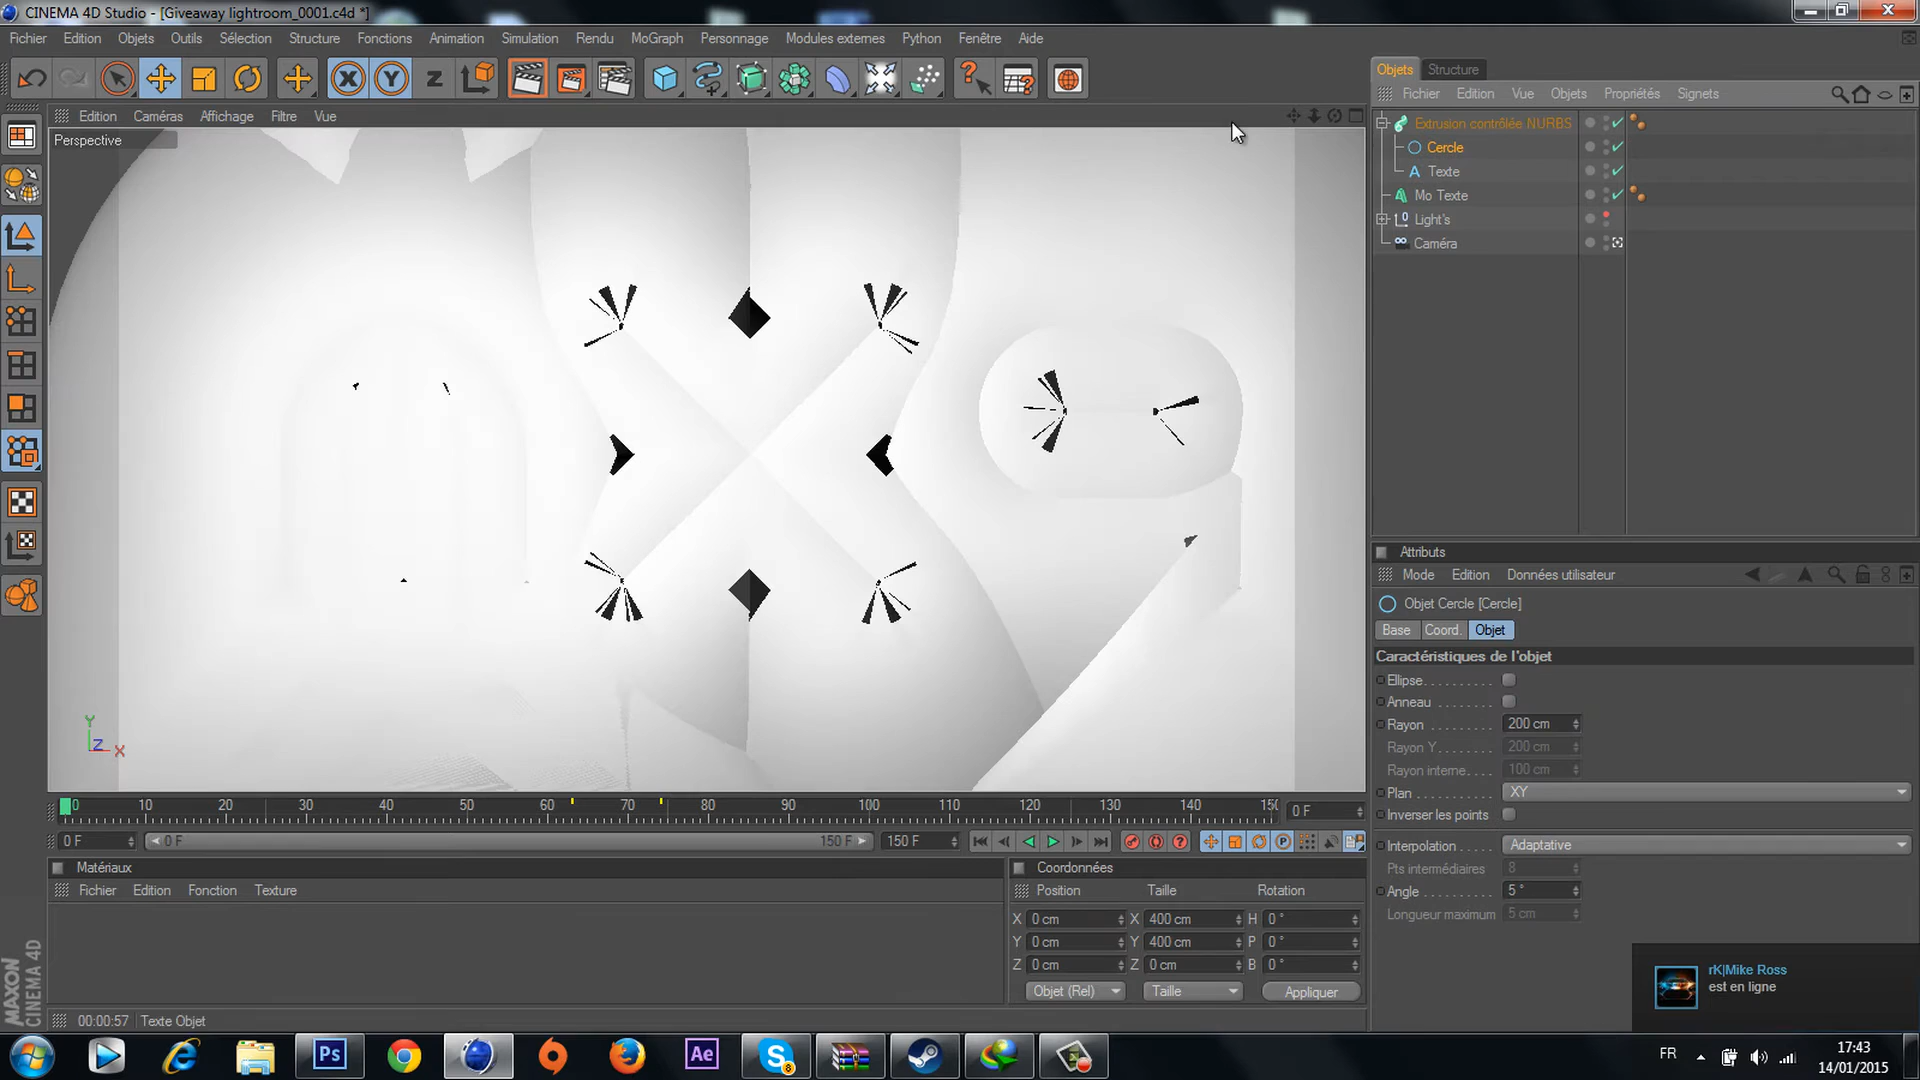 CINEMA 4D Studio - [Giveaway lightroom_0001.c4d *]
Fichier Edition Objets Outils Sélection Structure Fonctions Animation Simulation Rendu MoGraph Personnage Modules externes Python Fenêtre Aide
X Y Z
Objets Structure
Fichier Edition Vue Objets Propriétés Signets
Edition Caméras Affichage Filtre Vue
Perspective
Extrusion contrôlée NURBS
Cercle
Texte
Mo Texte
Light's
Caméra
Attributs
Mode Edition Données utilisateur
Objet Cercle [Cercle]
Base Coord. Objet
Caractéristiques de l'objet
Ellipse
Anneau
Rayon 200 cm
Rayon Y 200 cm
Rayon interne 100 cm
Plan XY
Inverser les points
Interpolation Adaptative
Pts intermédiaires 8
Angle 5 °
Longueur maximum 5 cm
Y
Z X
0 10 20 30 40 50 60 70 80 90 100 110 120 130 140 150 0 F
0 F 0 F 150 F 150 F
Matériaux
Fichier Edition Fonction Texture
Coordonnées
Position Taille Rotation
X 0 cm X 400 cm H 0 °
Y 0 cm Y 400 cm P 0 °
Z 0 cm Z 0 cm B 0 °
Objet (Rel) Taille Appliquer
MAXON
CINEMA 4D
00:00:57 Texte Objet
rK|Mike Ross
est en ligne
Ps Ae S 8
FR
17:43
14/01/2015